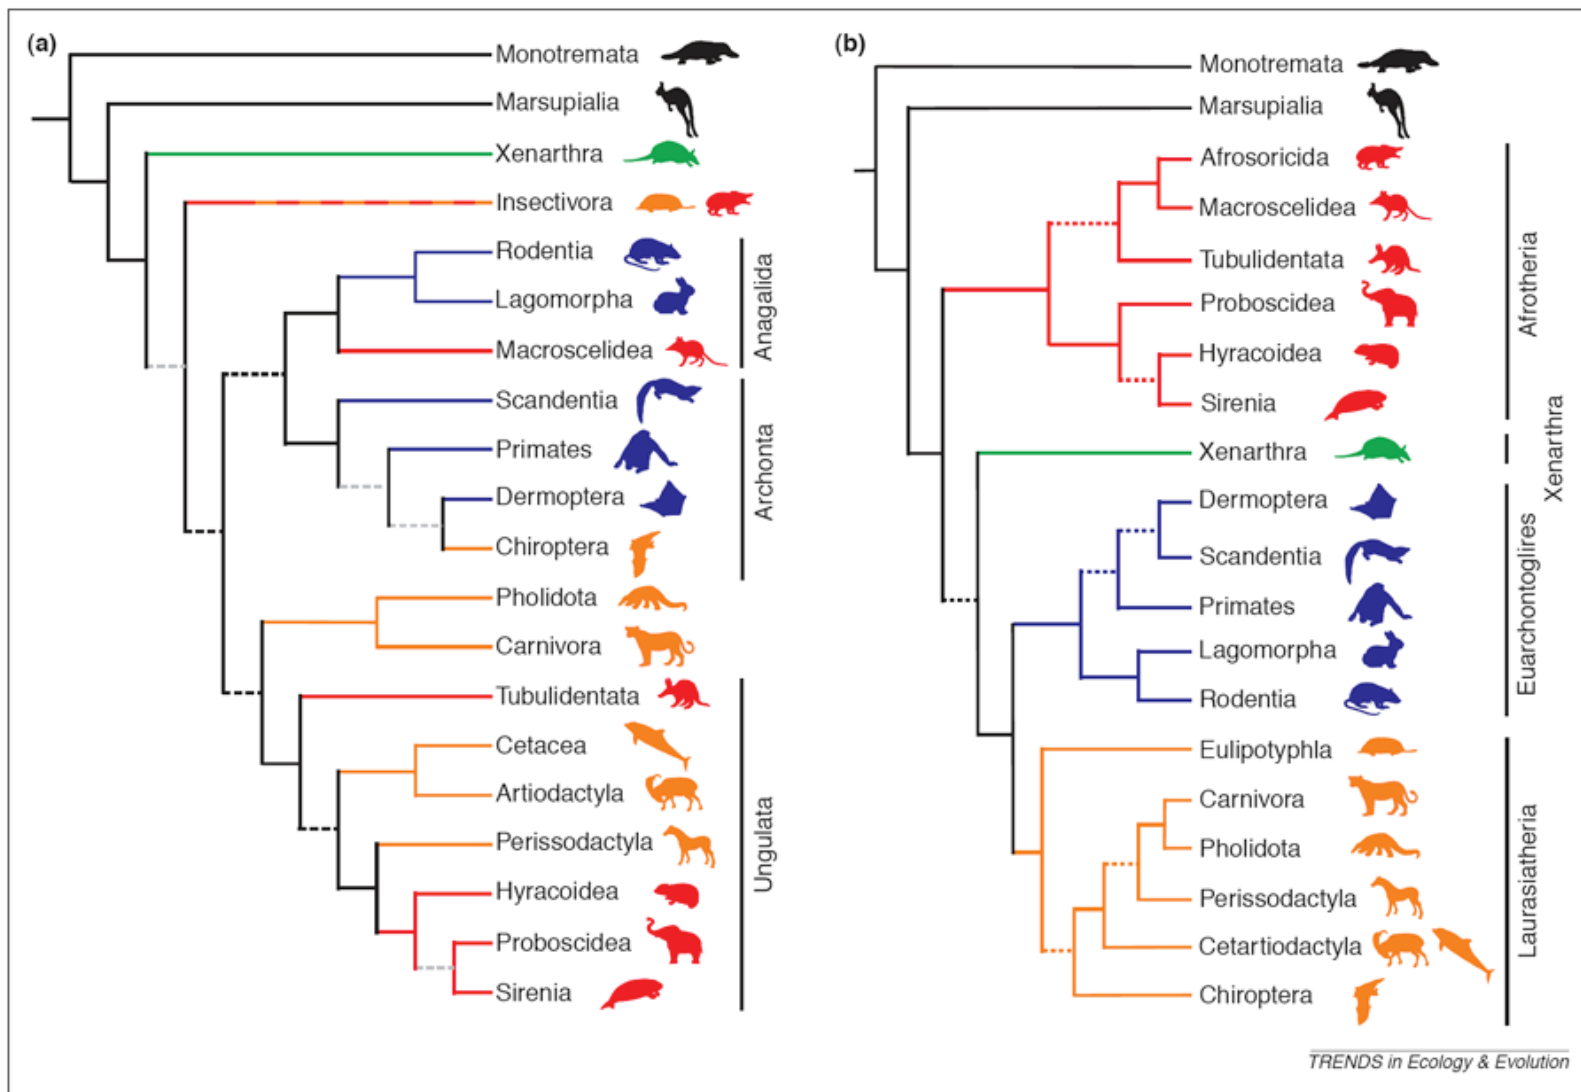 (a)
Monotremata
Marsupialia
Xenarthra
Insectivora
Rodentia
Lagomorpha
Macroscelidea
Anagalida
Scandentia
Primates
Dermoptera
Chiroptera
Archonta
Pholidota
Carnivora
Tubulidentata
Cetacea
Artiodactyla
Perissodactyla
Hyracoidea
Proboscidea
Sirenia
Ungulata
(b)
Monotremata
Marsupialia
Afrosoricida
Macroscelidea
Tubulidentata
Proboscidea
Hyracoidea
Sirenia
Afrotheria
Xenarthra
Xenarthra
Dermoptera
Scandentia
Primates
Lagomorpha
Rodentia
Euarchontoglires
Eulipotyphla
Carnivora
Pholidota
Perissodactyla
Cetartiodactyla
Chiroptera
Laurasiatheria
TRENDS in Ecology & Evolution